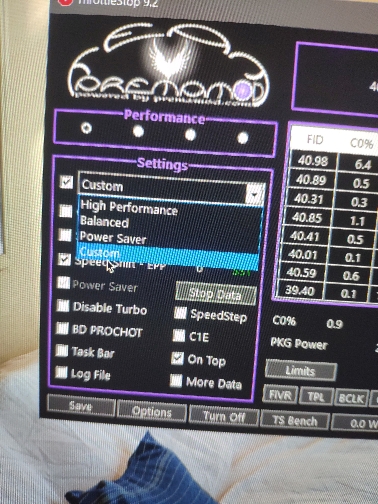 ThrottleStop 9.2
PREMAMOD
powered by premamod.com
Performance
Settings
Custom
High Performance
Balanced
Power Saver
Custom
Speed Shift - EPP 0
Power Saver
Stop Data
Disable Turbo
SpeedStep
BD PROCHOT
C1E
Task Bar
On Top
Log File
More Data
Save Options Turn Off
FID C0%
40.98 6.4
40.89 0.5
40.31 0.3
40.85 1.1
40.41 0.5
40.01 0.1
40.59 0.6
39.40 0.1
C0% 0.9
PKG Power
Limits
FIVR TPL BCLK
TS Bench 0.0 W